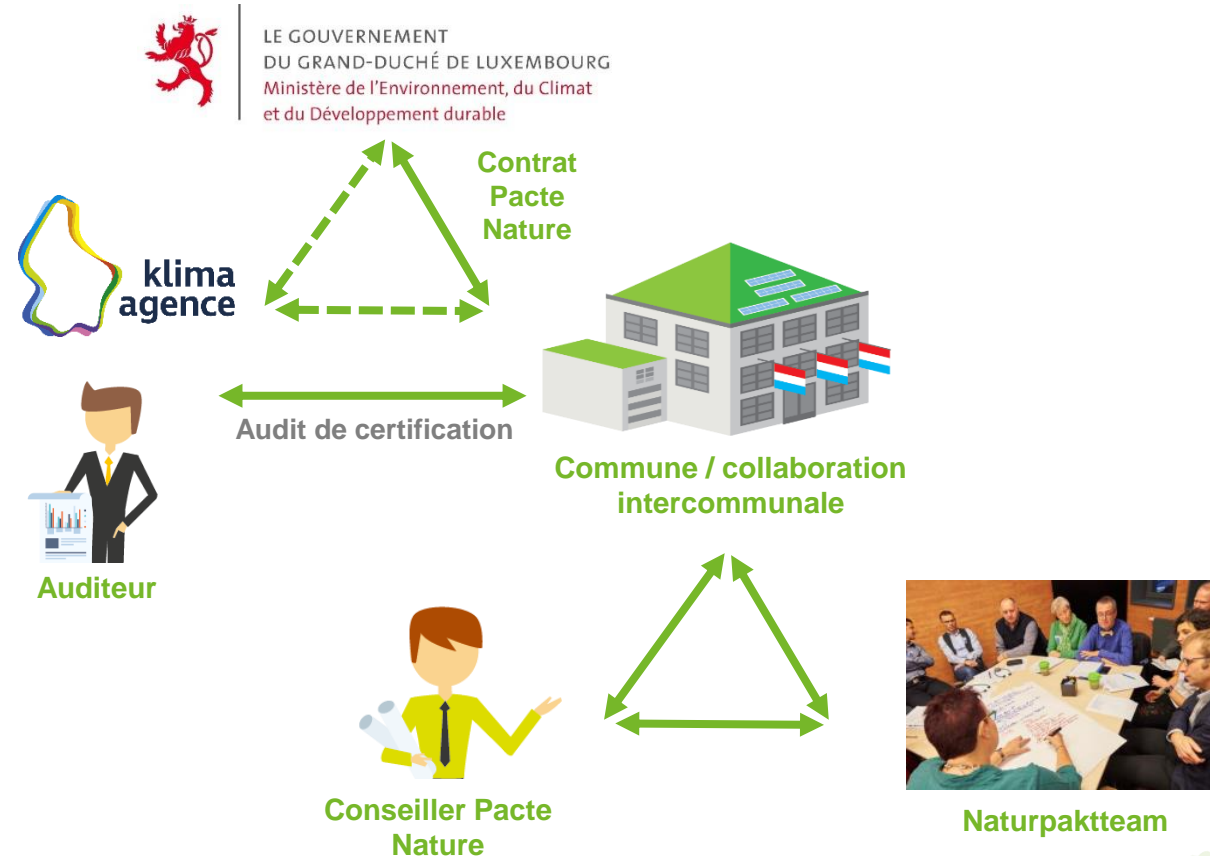 LE GOUVERNEMENT
DU GRAND-DUCHÉ DE LUXEMBOURG
Ministère de l'Environnement, du Climat
et du Développement durable
Contrat
Pacte
Nature
klima
agence
Audit de certification
Commune / collaboration
intercommunale
Auditeur
Conseiller Pacte
Nature
Naturpaktteam